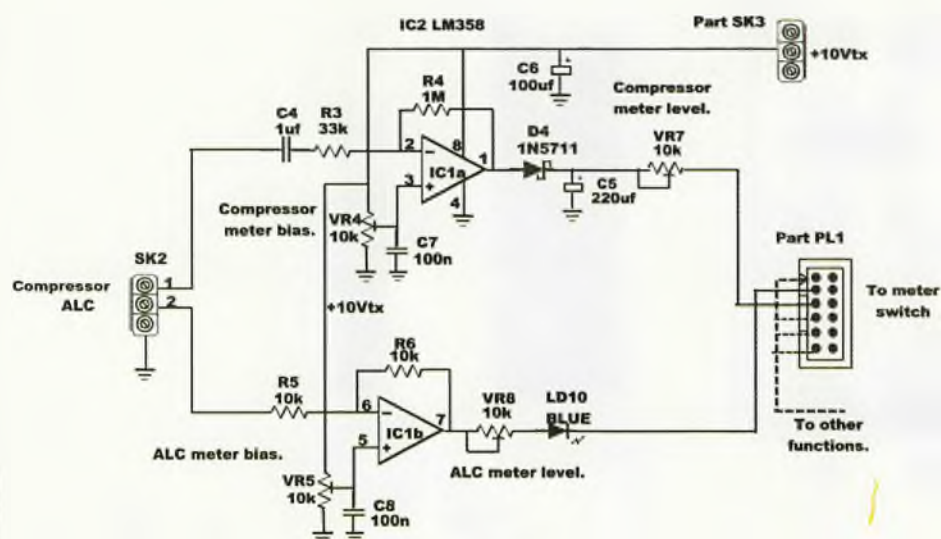 IC2 LM358
Part SK3
+10Vtx
C6
100uf
R4
1M
Compressor
meter level.
C4
1uf
R3
33k
D4
1N5711
VR7
10k
2
8
1
IC1a
3
4
C5
220uf
Compressor
meter bias.
VR4
10k
C7
100n
Part PL1
SK2
1
2
Compressor
ALC
+10Vtx
To meter
switch
R6
10k
R5
10k
VR8
10k
LD10
BLUE
6
7
5
IC1b
To other
functions.
ALC meter bias.
ALC meter level.
VR5
10k
C8
100n